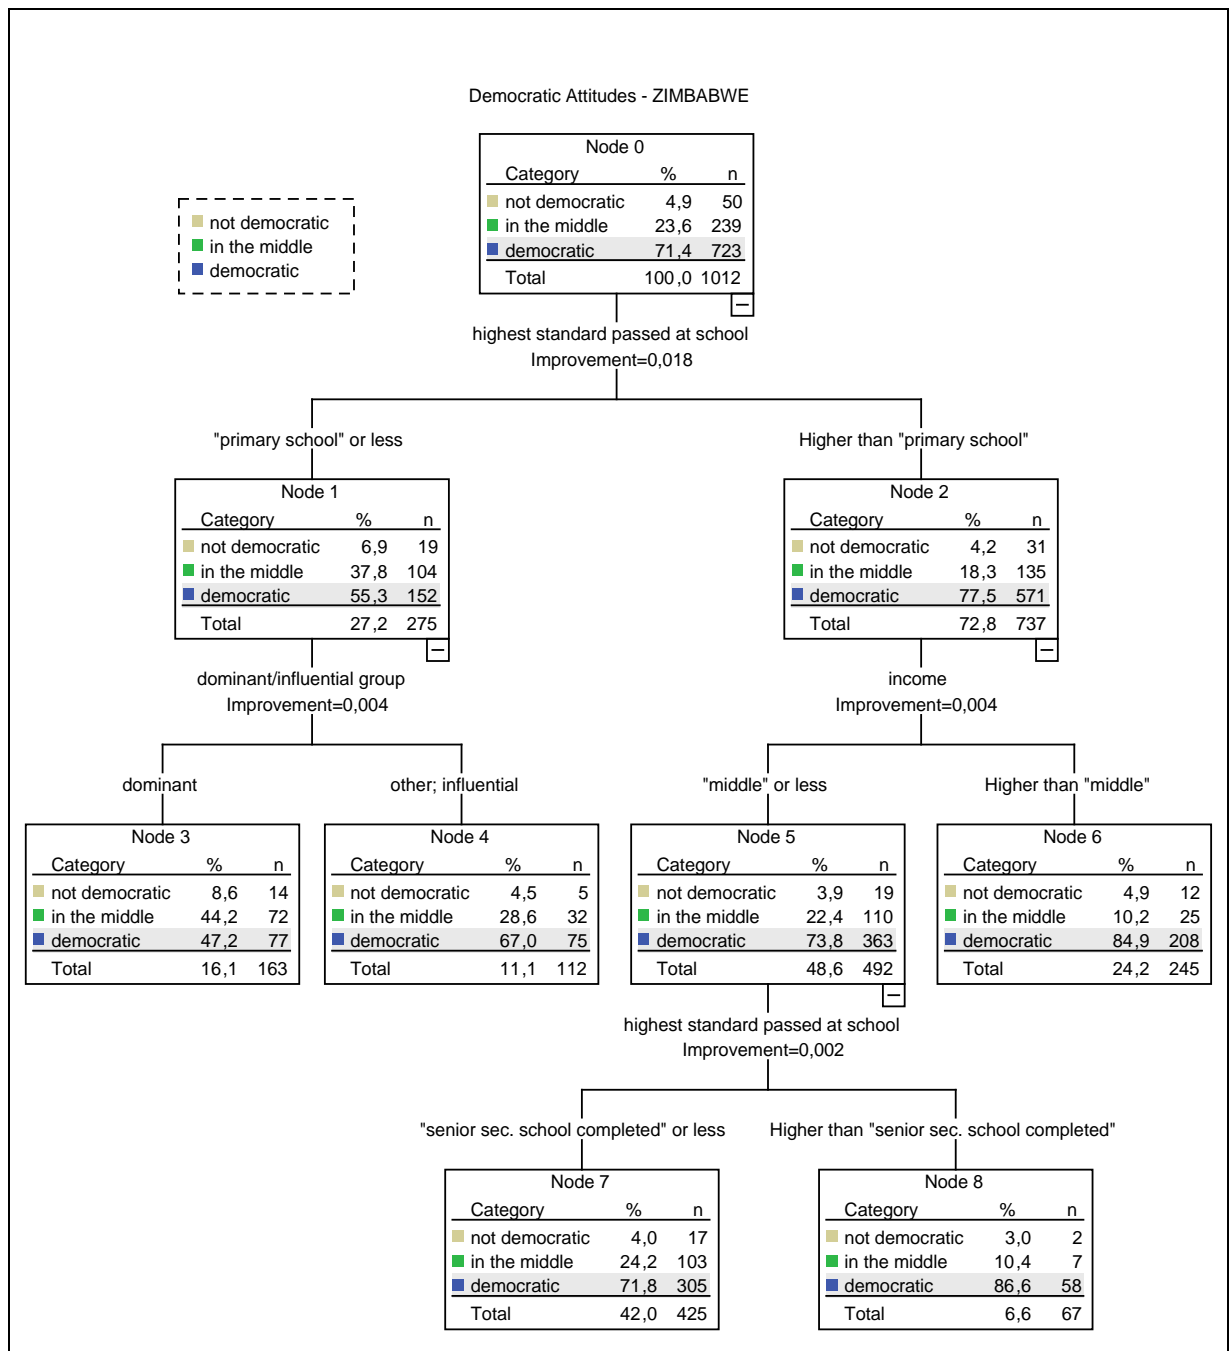 Democratic Attitudes - ZIMBABWE
not democratic
in the middle
democratic
Node 0
Category % n
not democratic 4,9 50
in the middle 23,6 239
democratic 71,4 723
Total 100,0 1012
highest standard passed at school
Improvement=0,018
"primary school" or less
Higher than "primary school"
Node 1
Category % n
not democratic 6,9 19
in the middle 37,8 104
democratic 55,3 152
Total 27,2 275
Node 2
Category % n
not democratic 4,2 31
in the middle 18,3 135
democratic 77,5 571
Total 72,8 737
dominant/influential group
Improvement=0,004
income
Improvement=0,004
dominant
other; influential
"middle" or less
Higher than "middle"
Node 3
Category % n
not democratic 8,6 14
in the middle 44,2 72
democratic 47,2 77
Total 16,1 163
Node 4
Category % n
not democratic 4,5 5
in the middle 28,6 32
democratic 67,0 75
Total 11,1 112
Node 5
Category % n
not democratic 3,9 19
in the middle 22,4 110
democratic 73,8 363
Total 48,6 492
Node 6
Category % n
not democratic 4,9 12
in the middle 10,2 25
democratic 84,9 208
Total 24,2 245
highest standard passed at school
Improvement=0,002
"senior sec. school completed" or less
Higher than "senior sec. school completed"
Node 7
Category % n
not democratic 4,0 17
in the middle 24,2 103
democratic 71,8 305
Total 42,0 425
Node 8
Category % n
not democratic 3,0 2
in the middle 10,4 7
democratic 86,6 58
Total 6,6 67